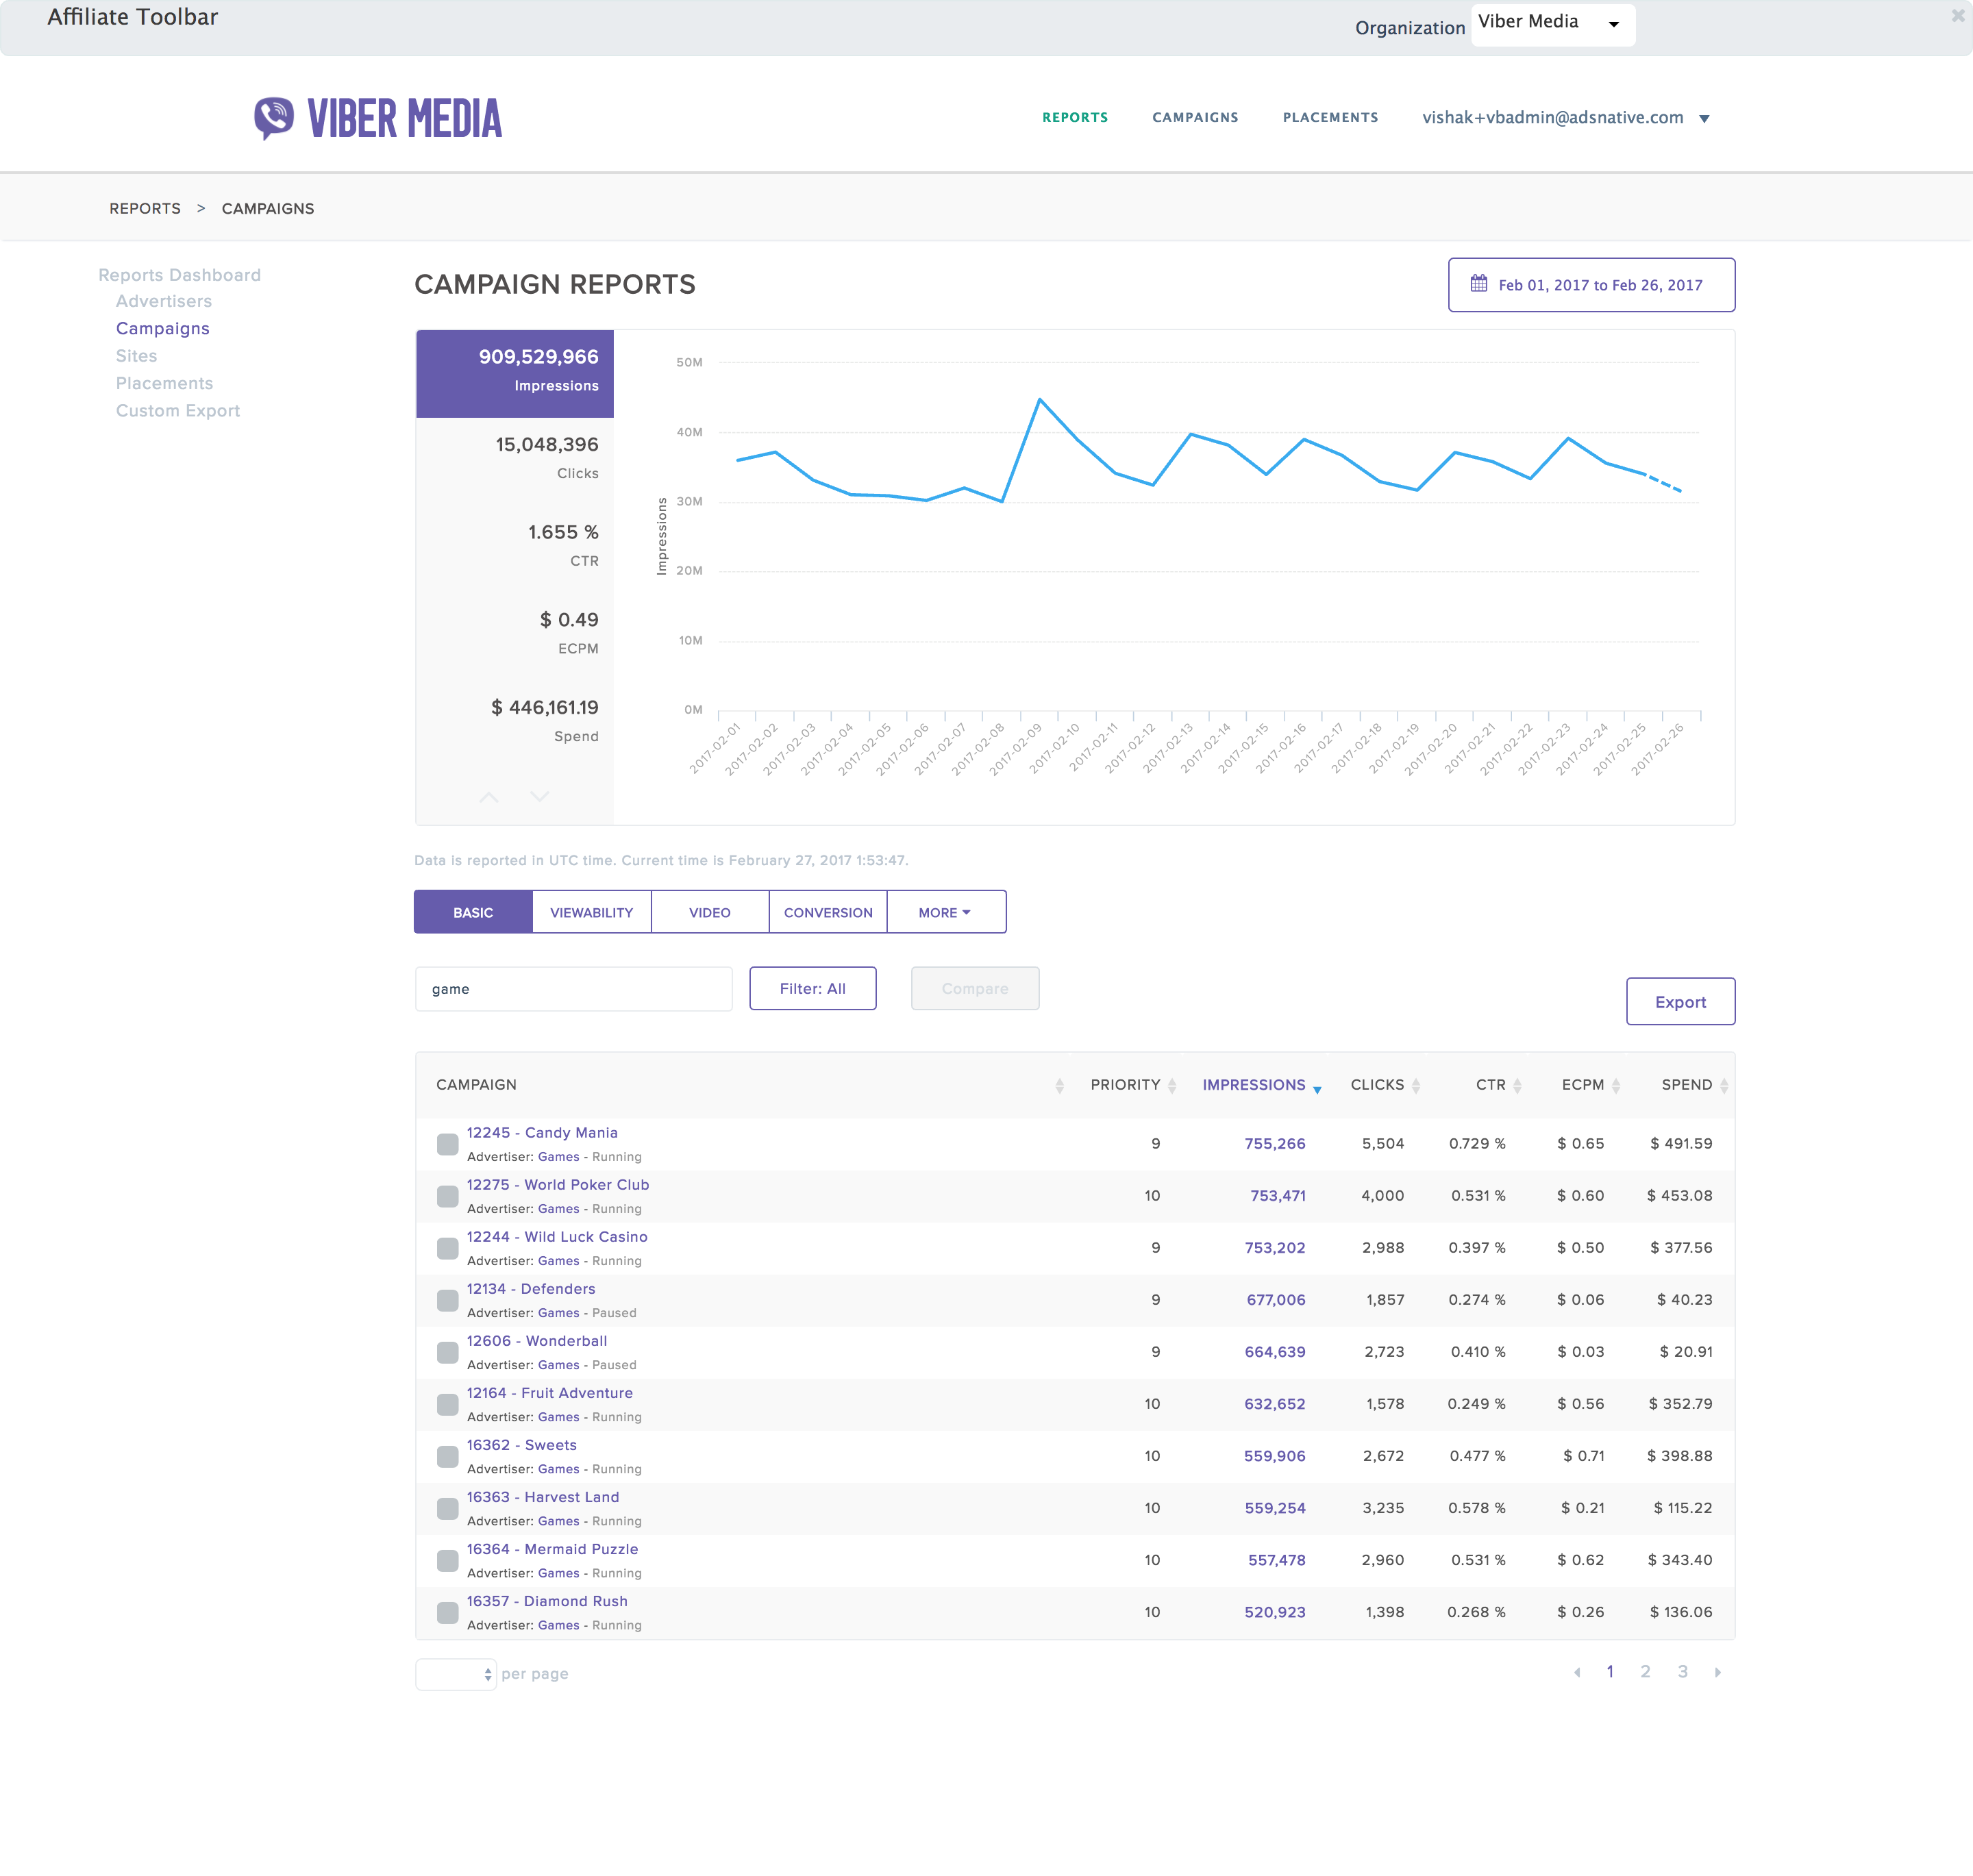 Affiliate Toolbar
Organization Viber Media
VIBER MEDIA
REPORTS CAMPAIGNS PLACEMENTS vishak+vbadmin@adsnative.com
REPORTS > CAMPAIGNS
Reports Dashboard
Advertisers
Campaigns
Sites
Placements
Custom Export
CAMPAIGN REPORTS
Feb 01, 2017 to Feb 26, 2017
909,529,966
Impressions
15,048,396
Clicks
1.655 %
CTR
$ 0.49
ECPM
$ 446,161.19
Spend
Impressions
50M
40M
30M
20M
10M
0M
2017-02-01
2017-02-02
2017-02-03
2017-02-04
2017-02-05
2017-02-06
2017-02-07
2017-02-08
2017-02-09
2017-02-10
2017-02-11
2017-02-12
2017-02-13
2017-02-14
2017-02-15
2017-02-16
2017-02-17
2017-02-18
2017-02-19
2017-02-20
2017-02-21
2017-02-22
2017-02-23
2017-02-24
2017-02-25
2017-02-26
Data is reported in UTC time. Current time is February 27, 2017 1:53:47.
BASIC VIEWABILITY VIDEO CONVERSION MORE
game Filter: All Compare
Export
CAMPAIGN PRIORITY IMPRESSIONS CLICKS CTR ECPM SPEND
12245 - Candy Mania
Advertiser: Games - Running
9 755,266 5,504 0.729 % $ 0.65 $ 491.59
12275 - World Poker Club
Advertiser: Games - Running
10 753,471 4,000 0.531 % $ 0.60 $ 453.08
12244 - Wild Luck Casino
Advertiser: Games - Running
9 753,202 2,988 0.397 % $ 0.50 $ 377.56
12134 - Defenders
Advertiser: Games - Paused
9 677,006 1,857 0.274 % $ 0.06 $ 40.23
12606 - Wonderball
Advertiser: Games - Paused
9 664,639 2,723 0.410 % $ 0.03 $ 20.91
12164 - Fruit Adventure
Advertiser: Games - Running
10 632,652 1,578 0.249 % $ 0.56 $ 352.79
16362 - Sweets
Advertiser: Games - Running
10 559,906 2,672 0.477 % $ 0.71 $ 398.88
16363 - Harvest Land
Advertiser: Games - Running
10 559,254 3,235 0.578 % $ 0.21 $ 115.22
16364 - Mermaid Puzzle
Advertiser: Games - Running
10 557,478 2,960 0.531 % $ 0.62 $ 343.40
16357 - Diamond Rush
Advertiser: Games - Running
10 520,923 1,398 0.268 % $ 0.26 $ 136.06
per page
1 2 3